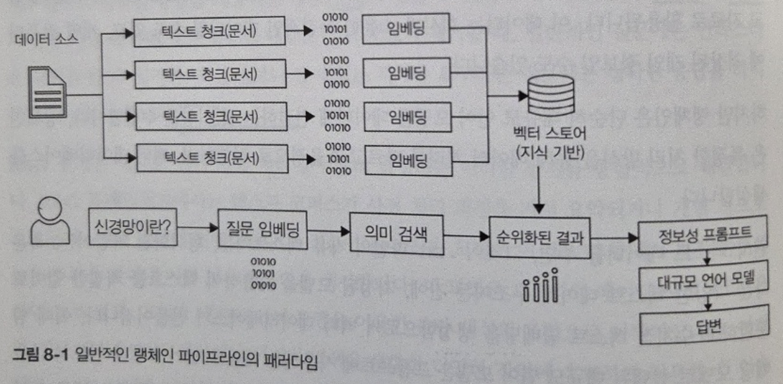 데이터 소스
텍스트 청크(문서)
01010
10101
01010
임베딩
텍스트 청크(문서)
01010
10101
01010
임베딩
텍스트 청크(문서)
01010
10101
01010
임베딩
텍스트 청크(문서)
01010
10101
01010
임베딩
벡터 스토어
(지식 기반)
신경망이란?
질문 임베딩
01010
10101
01010
의미 검색
순위화된 결과
정보성 프롬프트
대규모 언어 모델
답변
그림 8-1 일반적인 랭체인 파이프라인의 패러다임